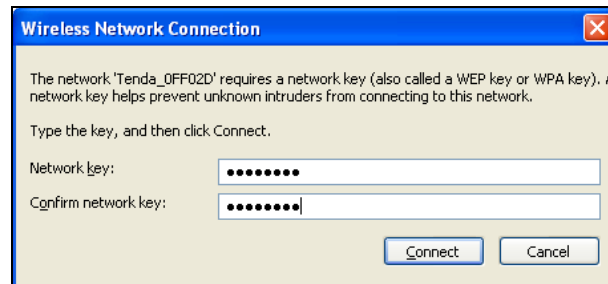 Wireless Network Connection
The network 'Tenda_0FF02D' requires a network key (also called a WEP key or WPA key). A
network key helps prevent unknown intruders from connecting to this network.
Type the key, and then click Connect.
Network key: ••••••••
Confirm network key: ••••••••
Connect Cancel